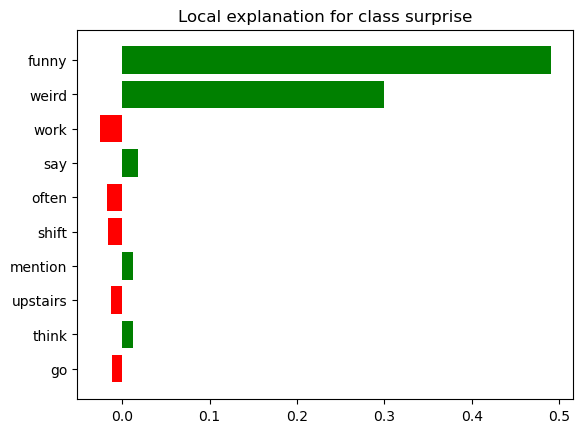 Local explanation for class surprise
funny
weird
work
say
often
shift
mention
upstairs
think
go
0.0 0.1 0.2 0.3 0.4 0.5